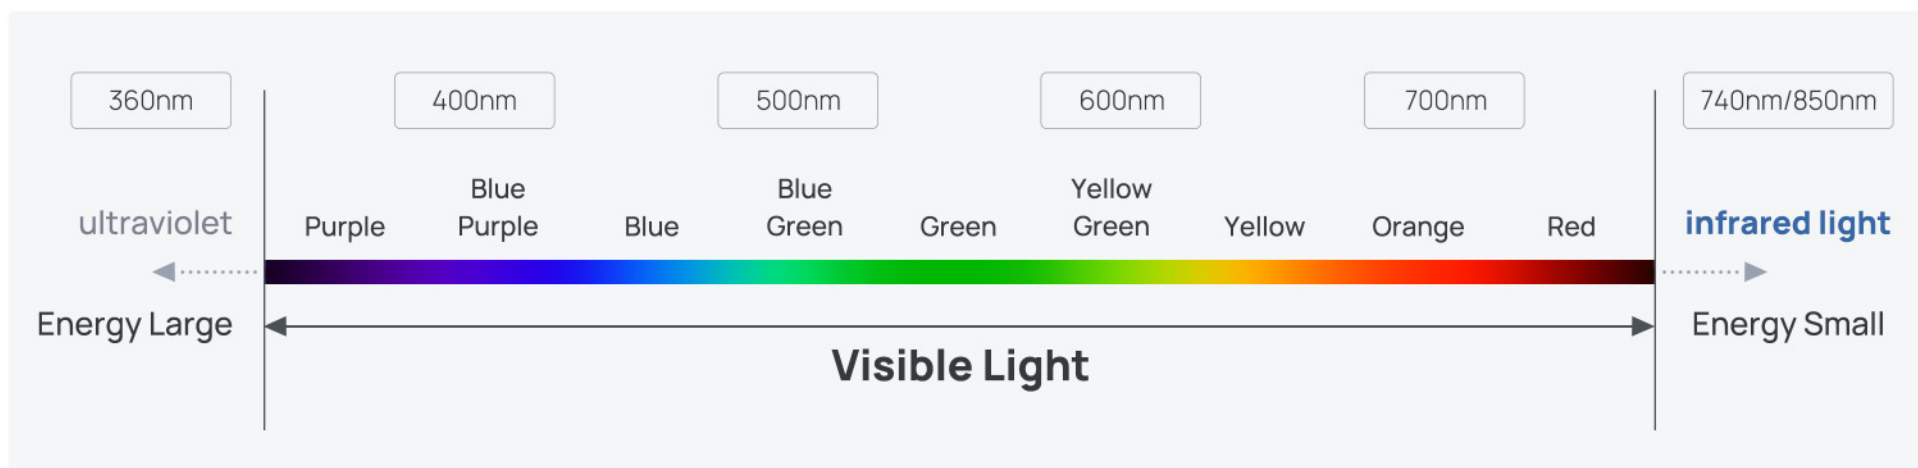 360nm
400nm
500nm
600nm
700nm
740nm/850nm
ultraviolet
Purple
Blue
Purple
Blue
Blue
Green
Green
Yellow
Green
Yellow
Orange
Red
infrared light
Energy Large
Energy Small
Visible Light